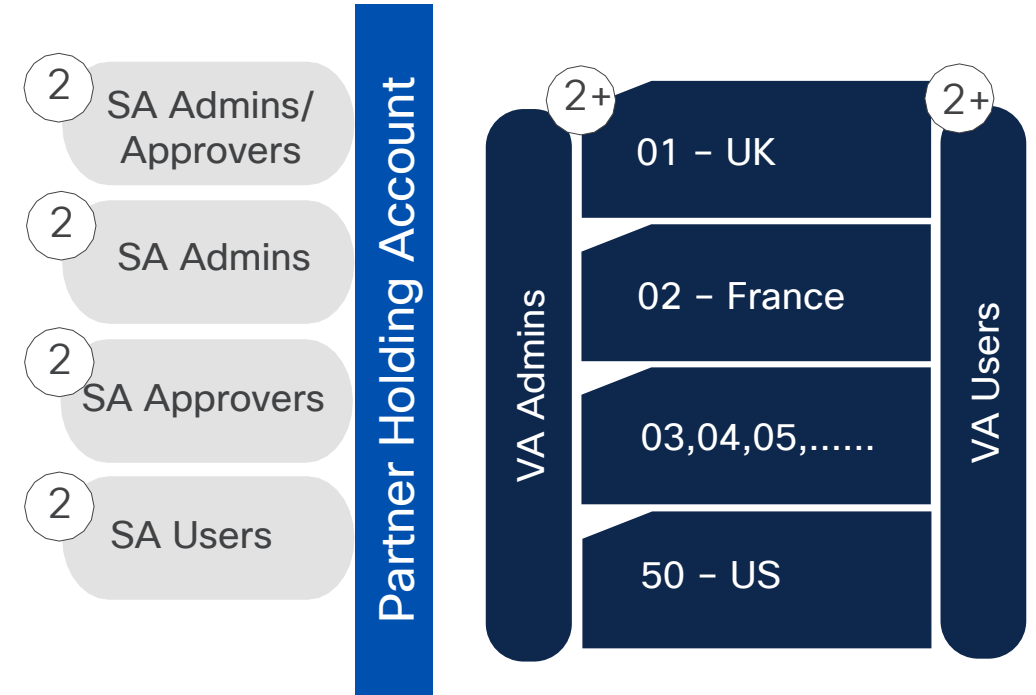 2
SA Admins/
Approvers
2
SA Admins
2
SA Approvers
2
SA Users
Partner Holding Account
2+
VA Admins
01 – UK
02 – France
03,04,05,......
50 – US
2+
VA Users